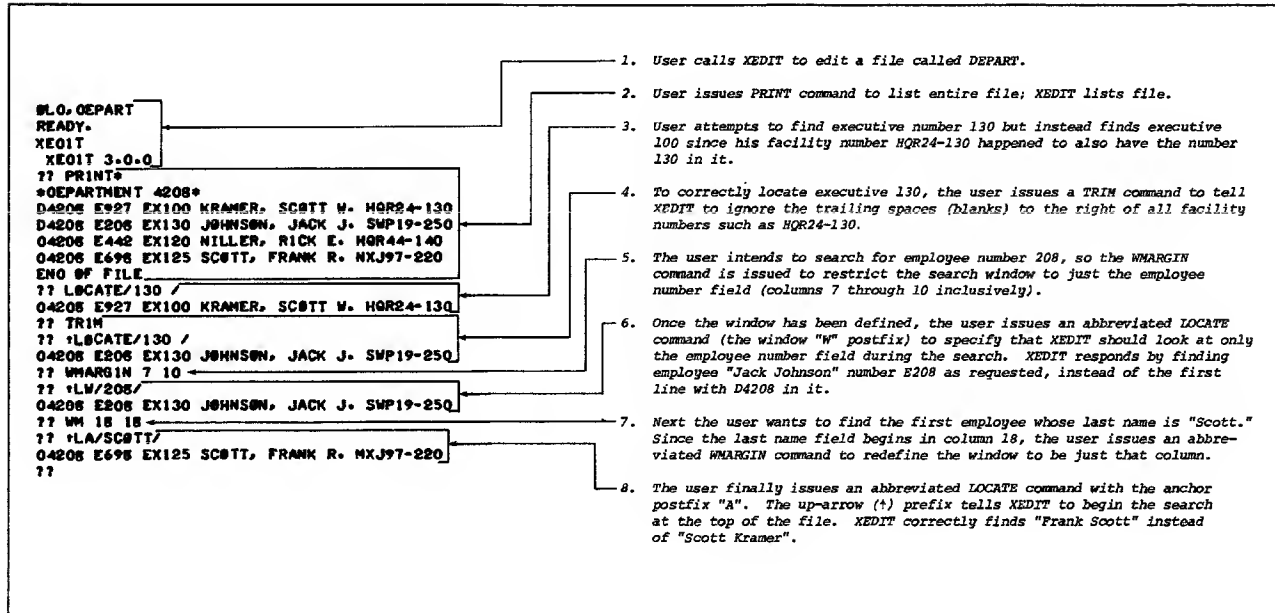 ØLD,DEPART
READY.
XEDIT
XEDIT 3.0.0
?? PRINT*
*DEPARTMENT 4208*
D4208 E927 EX100 KRAMER, SCØTT W. HQR24-130
D4208 E208 EX130 JØHNSØN, JACK J. SWP19-250
D4208 E442 EX120 MILLER, RICK E. HQR44-140
D4208 E698 EX125 SCØTT, FRANK R. MXJ97-220
END ØF FILE
?? LØCATE/130 /
D4208 E927 EX100 KRAMER, SCØTT W. HQR24-130
?? TRIM
?? ↑LØCATE/130 /
D4208 E208 EX130 JØHNSØN, JACK J. SWP19-250
?? WMARGIN 7 10
?? ↑LW/208/
D4208 E208 EX130 JØHNSØN, JACK J. SWP19-250
?? WM 18 18
?? ↑LA/SCØTT/
D4208 E698 EX125 SCØTT, FRANK R. MXJ97-220
??
1. User calls XEDIT to edit a file called DEPART.
2. User issues PRINT command to list entire file; XEDIT lists file.
3. User attempts to find executive number 130 but instead finds executive
100 since his facility number HQR24-130 happened to also have the number
130 in it.
4. To correctly locate executive 130, the user issues a TRIM command to tell
XEDIT to ignore the trailing spaces (blanks) to the right of all facility
numbers such as HQR24-130.
5. The user intends to search for employee number 208, so the WMARGIN
command is issued to restrict the search window to just the employee
number field (columns 7 through 10 inclusively).
6. Once the window has been defined, the user issues an abbreviated LOCATE
command (the window "W" postfix) to specify that XEDIT should look at only
the employee number field during the search. XEDIT responds by finding
employee "Jack Johnson" number E208 as requested, instead of the first
line with D4208 in it.
7. Next the user wants to find the first employee whose last name is "Scott."
Since the last name field begins in column 18, the user issues an abbre-
viated WMARGIN command to redefine the window to be just that column.
8. The user finally issues an abbreviated LOCATE command with the anchor
postfix "A". The up-arrow (↑) prefix tells XEDIT to begin the search
at the top of the file. XEDIT correctly finds "Frank Scott" instead
of "Scott Kramer".